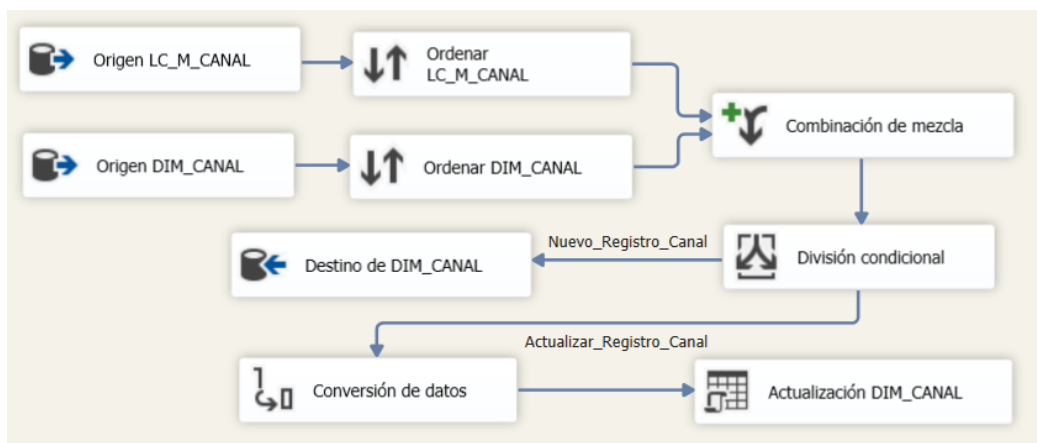 Origen LC_M_CANAL
Ordenar
LC_M_CANAL
Combinación de mezcla
Origen DIM_CANAL
Ordenar DIM_CANAL
Nuevo_Registro_Canal
Destino de DIM_CANAL
División condicional
Actualizar_Registro_Canal
Conversión de datos
Actualización DIM_CANAL